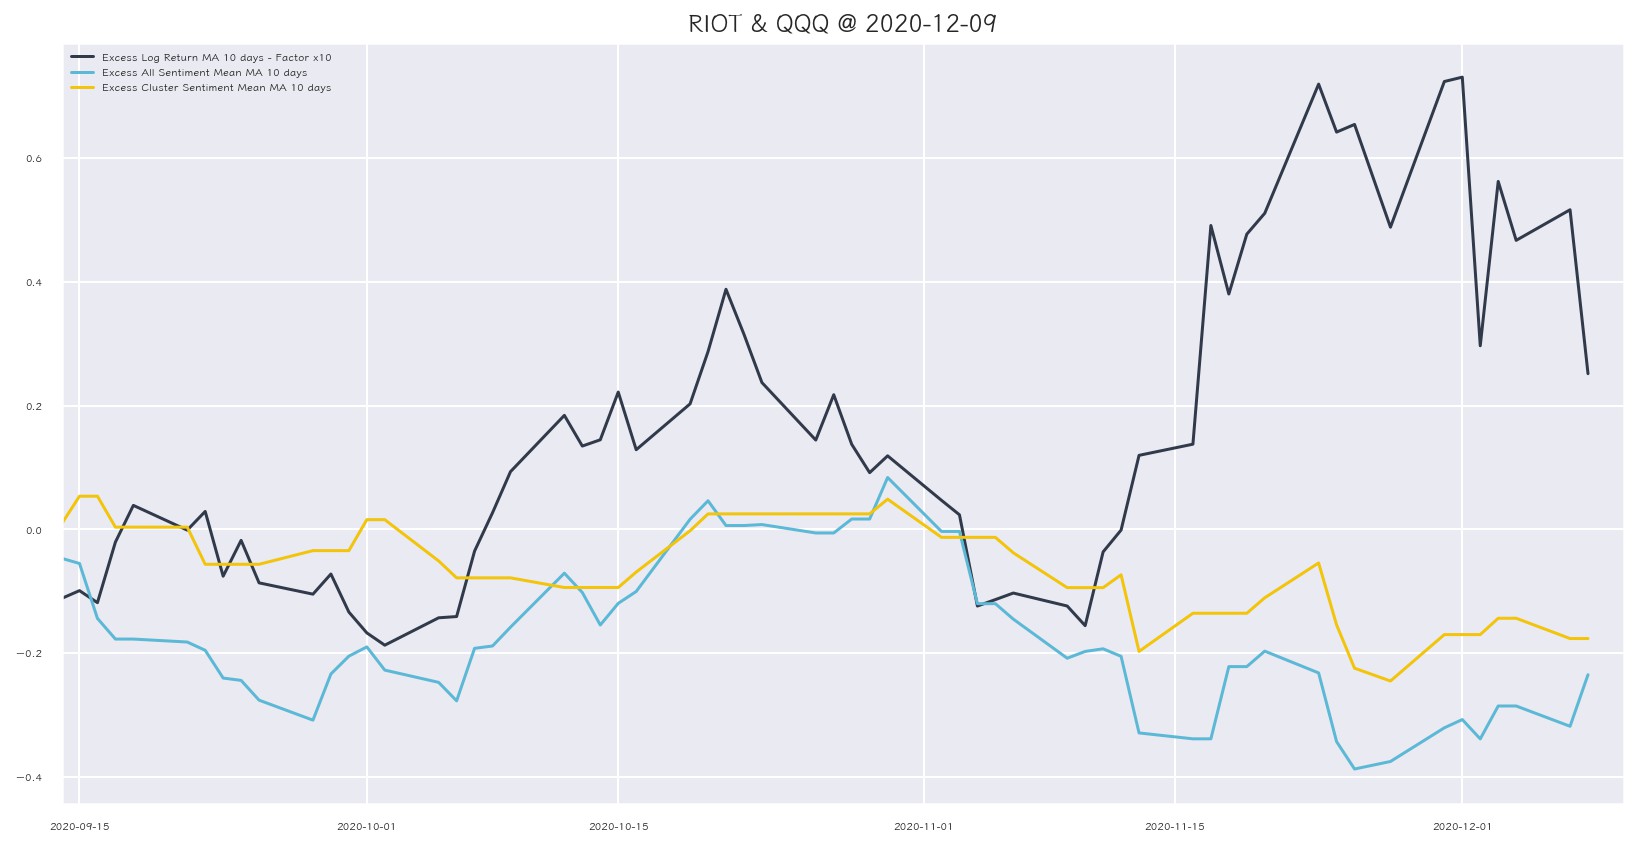 RIOT & QQQ @ 2020-12-09
Excess Log Return MA 10 days - Factor x10
Excess All Sentiment Mean MA 10 days
Excess Cluster Sentiment Mean MA 10 days
0.6
0.4
0.2
0.0
−0.2
−0.4
2020-09-15 2020-10-01 2020-10-15 2020-11-01 2020-11-15 2020-12-01